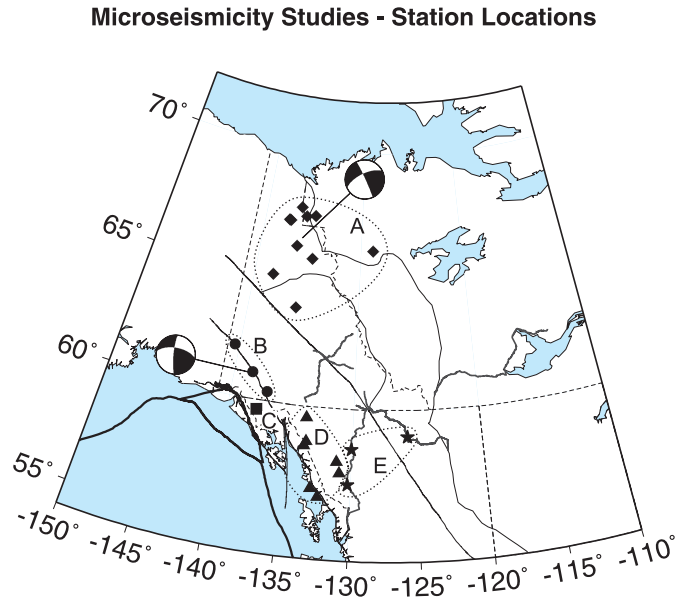 Microseismicity Studies - Station Locations
70°
65°
60°
55°
A
B
C
D
E
-150° -145° -140° -135° -130° -125° -120° -115° -110°